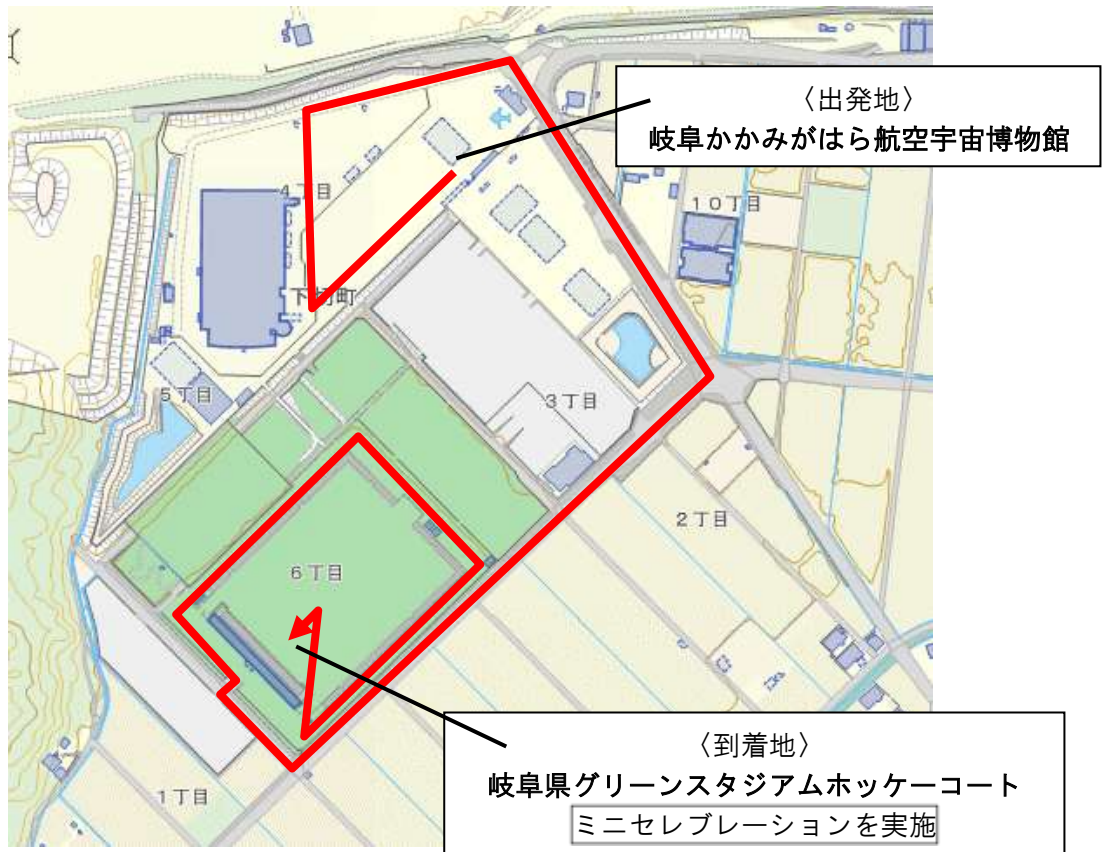 〈出発地〉
岐阜かかみがはら航空宇宙博物館
10丁目
4丁目
下切町
5丁目
3丁目
2丁目
6丁目
〈到着地〉
岐阜県グリーンスタジアムホッケーコート
ミニセレブレーションを実施
1丁目